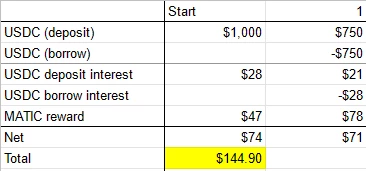 Start 1
USDC (deposit) $1,000 $750
USDC (borrow) -$750
USDC deposit interest $28 $21
USDC borrow interest -$28
MATIC reward $47 $78
Net $74 $71
Total $144.90